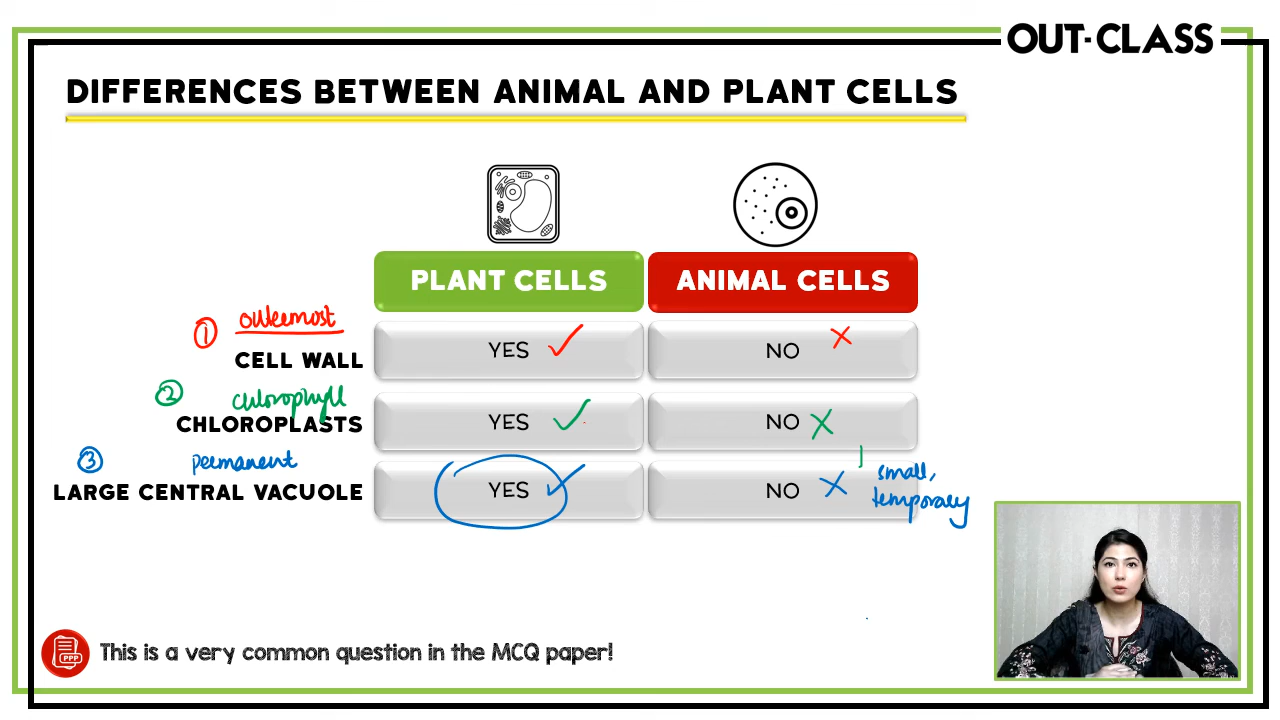 OUT-CLASS
DIFFERENCES BETWEEN ANIMAL AND PLANT CELLS
PLANT CELLS
ANIMAL CELLS
① outermost
CELL WALL
YES
NO
② chlorophyll
CHLOROPLASTS
YES
NO
③ permanent
LARGE CENTRAL VACUOLE
YES
NO
small,
temporary
PPP
This is a very common question in the MCQ paper!